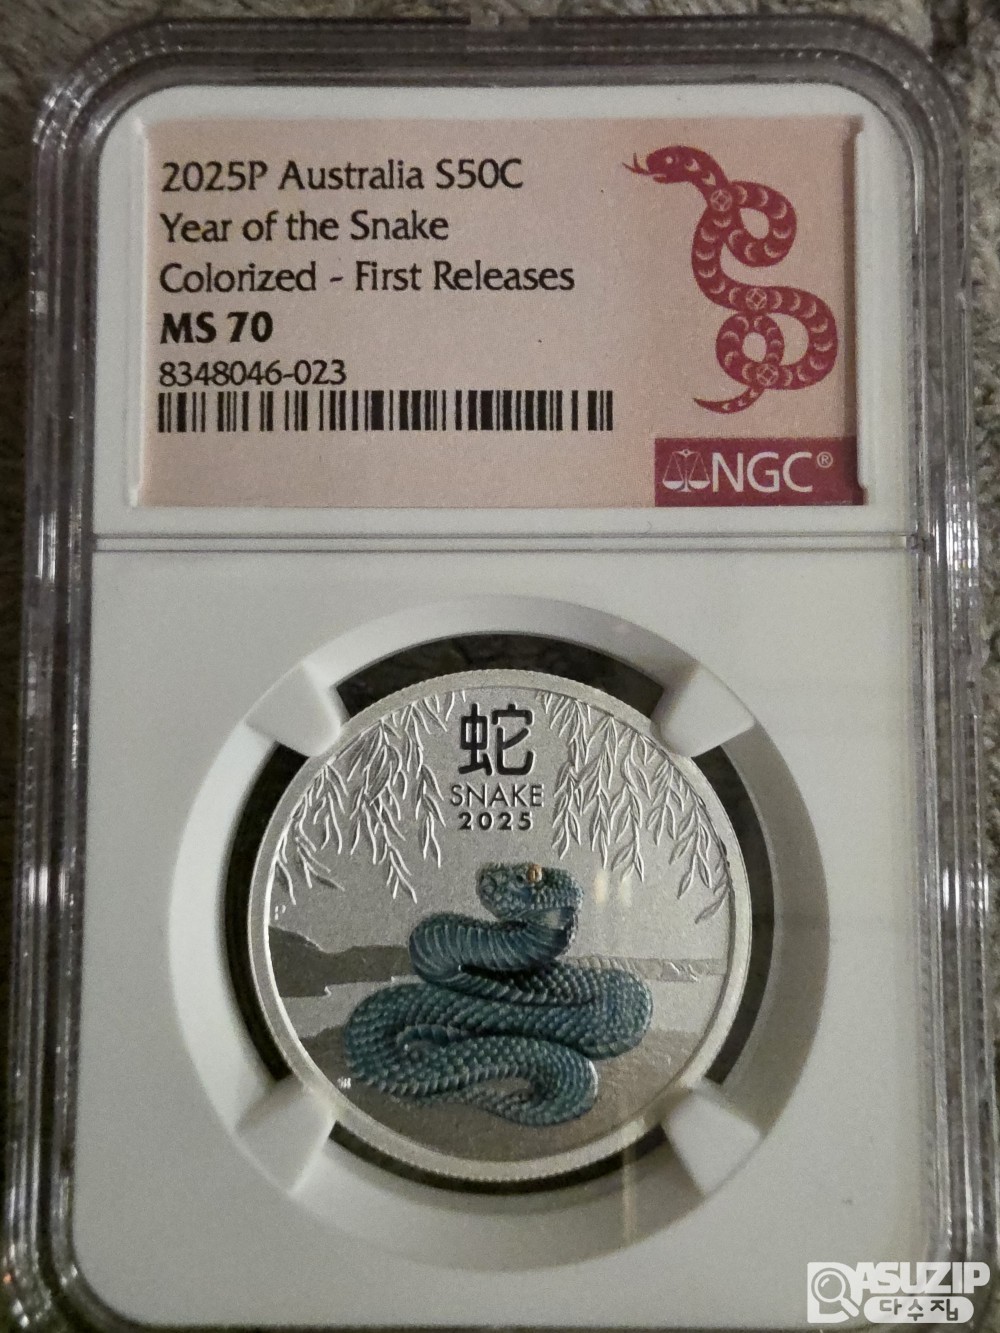 2025P Australia S50C
Year of the Snake
Colorized - First Releases
MS 70
8348046-023
NGC®
蛇
SNAKE
2025
ASUZIP
다수집